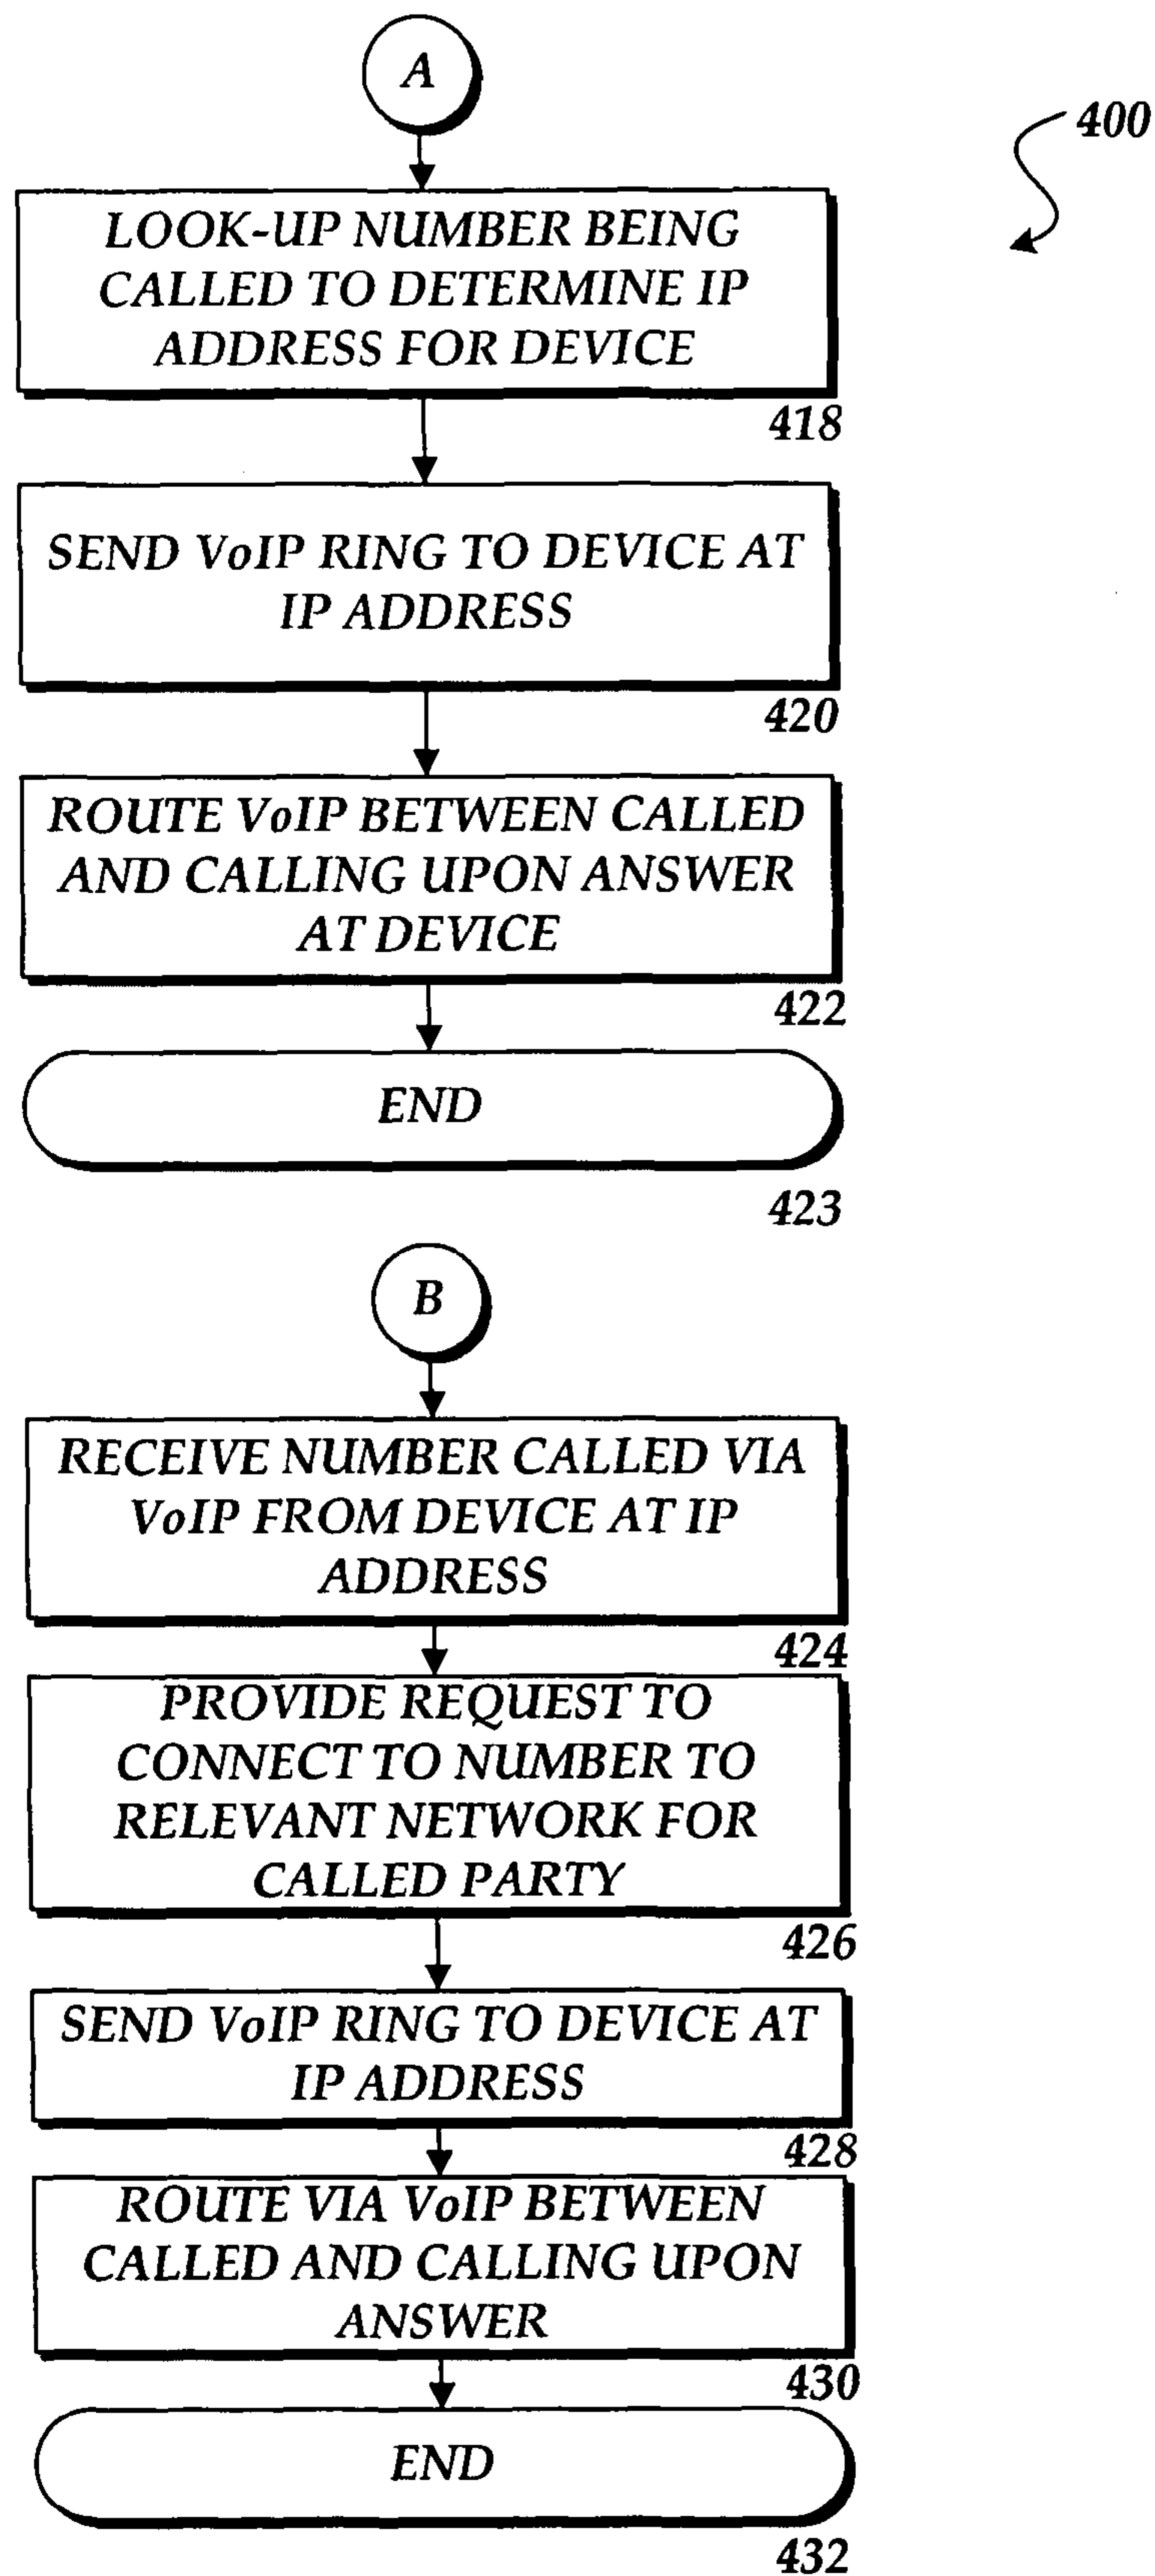 A
400
LOOK-UP NUMBER BEING
CALLED TO DETERMINE IP
ADDRESS FOR DEVICE
418
SEND VoIP RING TO DEVICE AT
IP ADDRESS
420
ROUTE VoIP BETWEEN CALLED
AND CALLING UPON ANSWER
AT DEVICE
422
END
423
B
RECEIVE NUMBER CALLED VIA
VoIP FROM DEVICE AT IP
ADDRESS
424
PROVIDE REQUEST TO
CONNECT TO NUMBER TO
RELEVANT NETWORK FOR
CALLED PARTY
426
SEND VoIP RING TO DEVICE AT
IP ADDRESS
428
ROUTE VIA VoIP BETWEEN
CALLED AND CALLING UPON
ANSWER
430
END
432